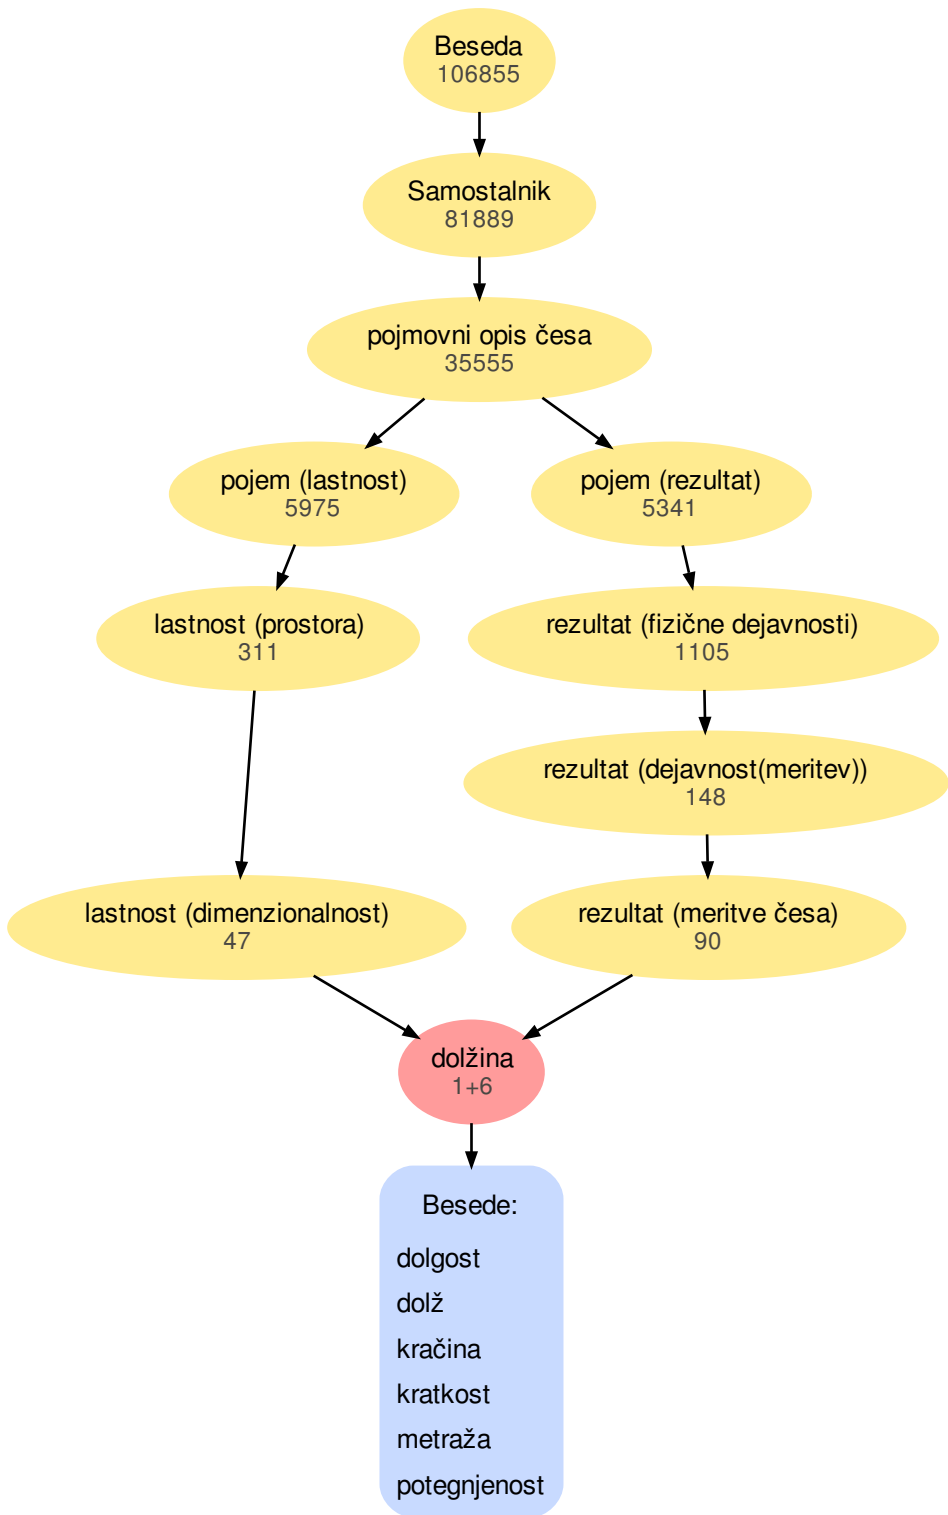 Beseda
106855
Samostalnik
81889
pojmovni opis česa
35555
pojem (lastnost)
5975
pojem (rezultat)
5341
lastnost (prostora)
311
rezultat (fizične dejavnosti)
1105
rezultat (dejavnost(meritev))
148
lastnost (dimenzionalnost)
47
rezultat (meritve česa)
90
dolžina
1+6
Besede:
dolgost
dolž
kračina
kratkost
metraža
potegnjenost